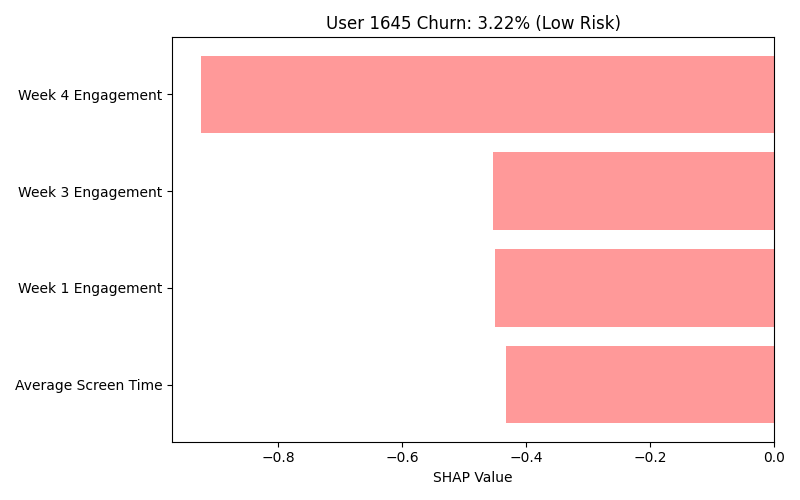 User 1645 Churn: 3.22% (Low Risk)
Week 4 Engagement
Week 3 Engagement
Week 1 Engagement
Average Screen Time
−0.8 −0.6 −0.4 −0.2 0.0
SHAP Value